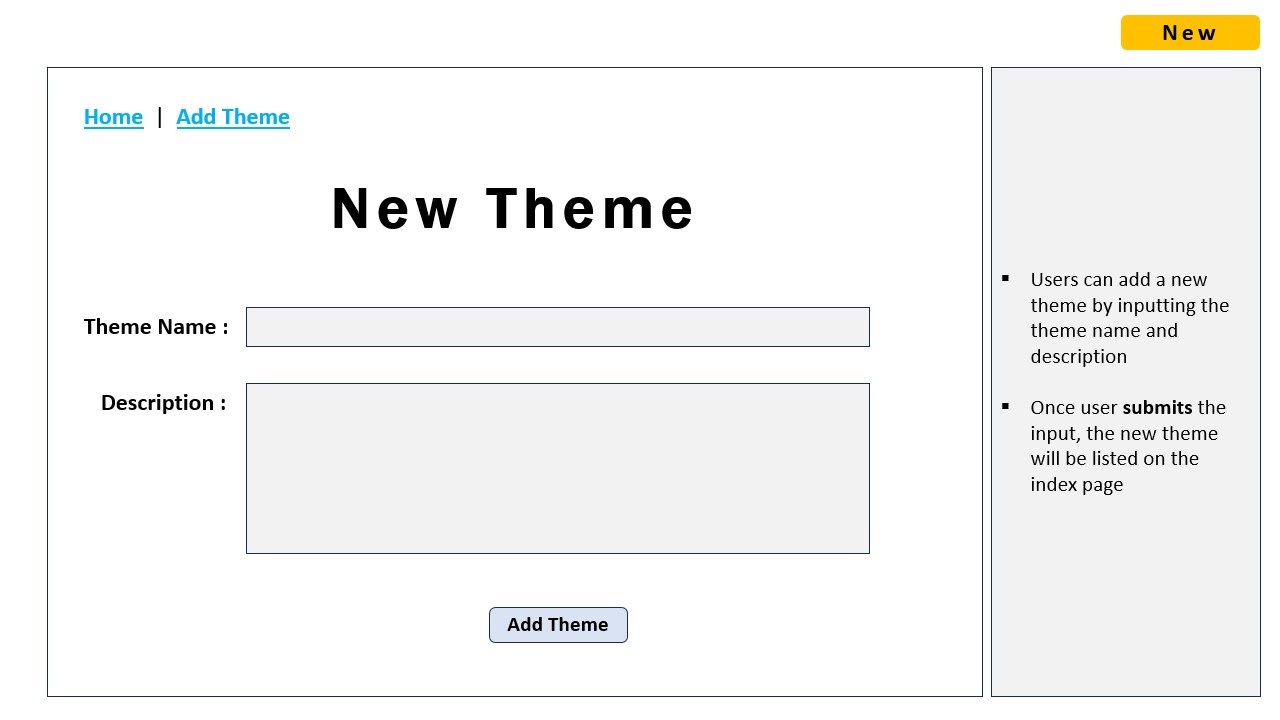 New
Home | Add Theme
New Theme
Theme Name :
Description :
Add Theme
▪ Users can add a new
theme by inputting the
theme name and
description
▪ Once user submits the
input, the new theme
will be listed on the
index page